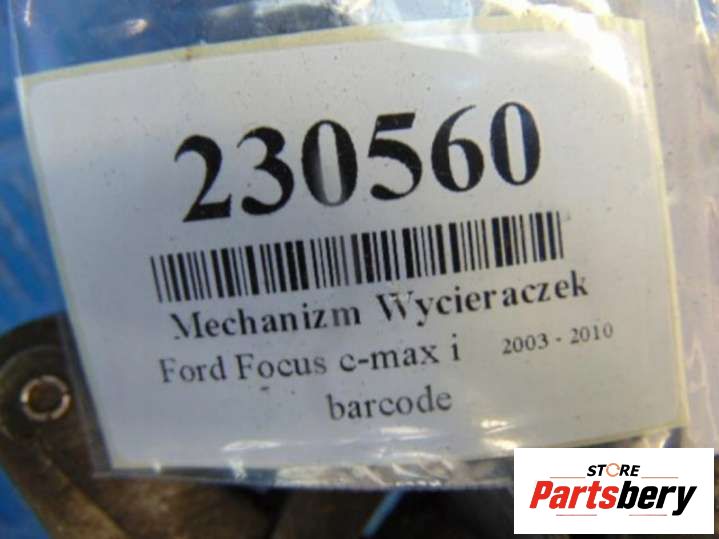 230560
Mechanizm Wycieraczek
Ford Focus c-max i 2003 - 2010
barcode
STORE
Partsbery